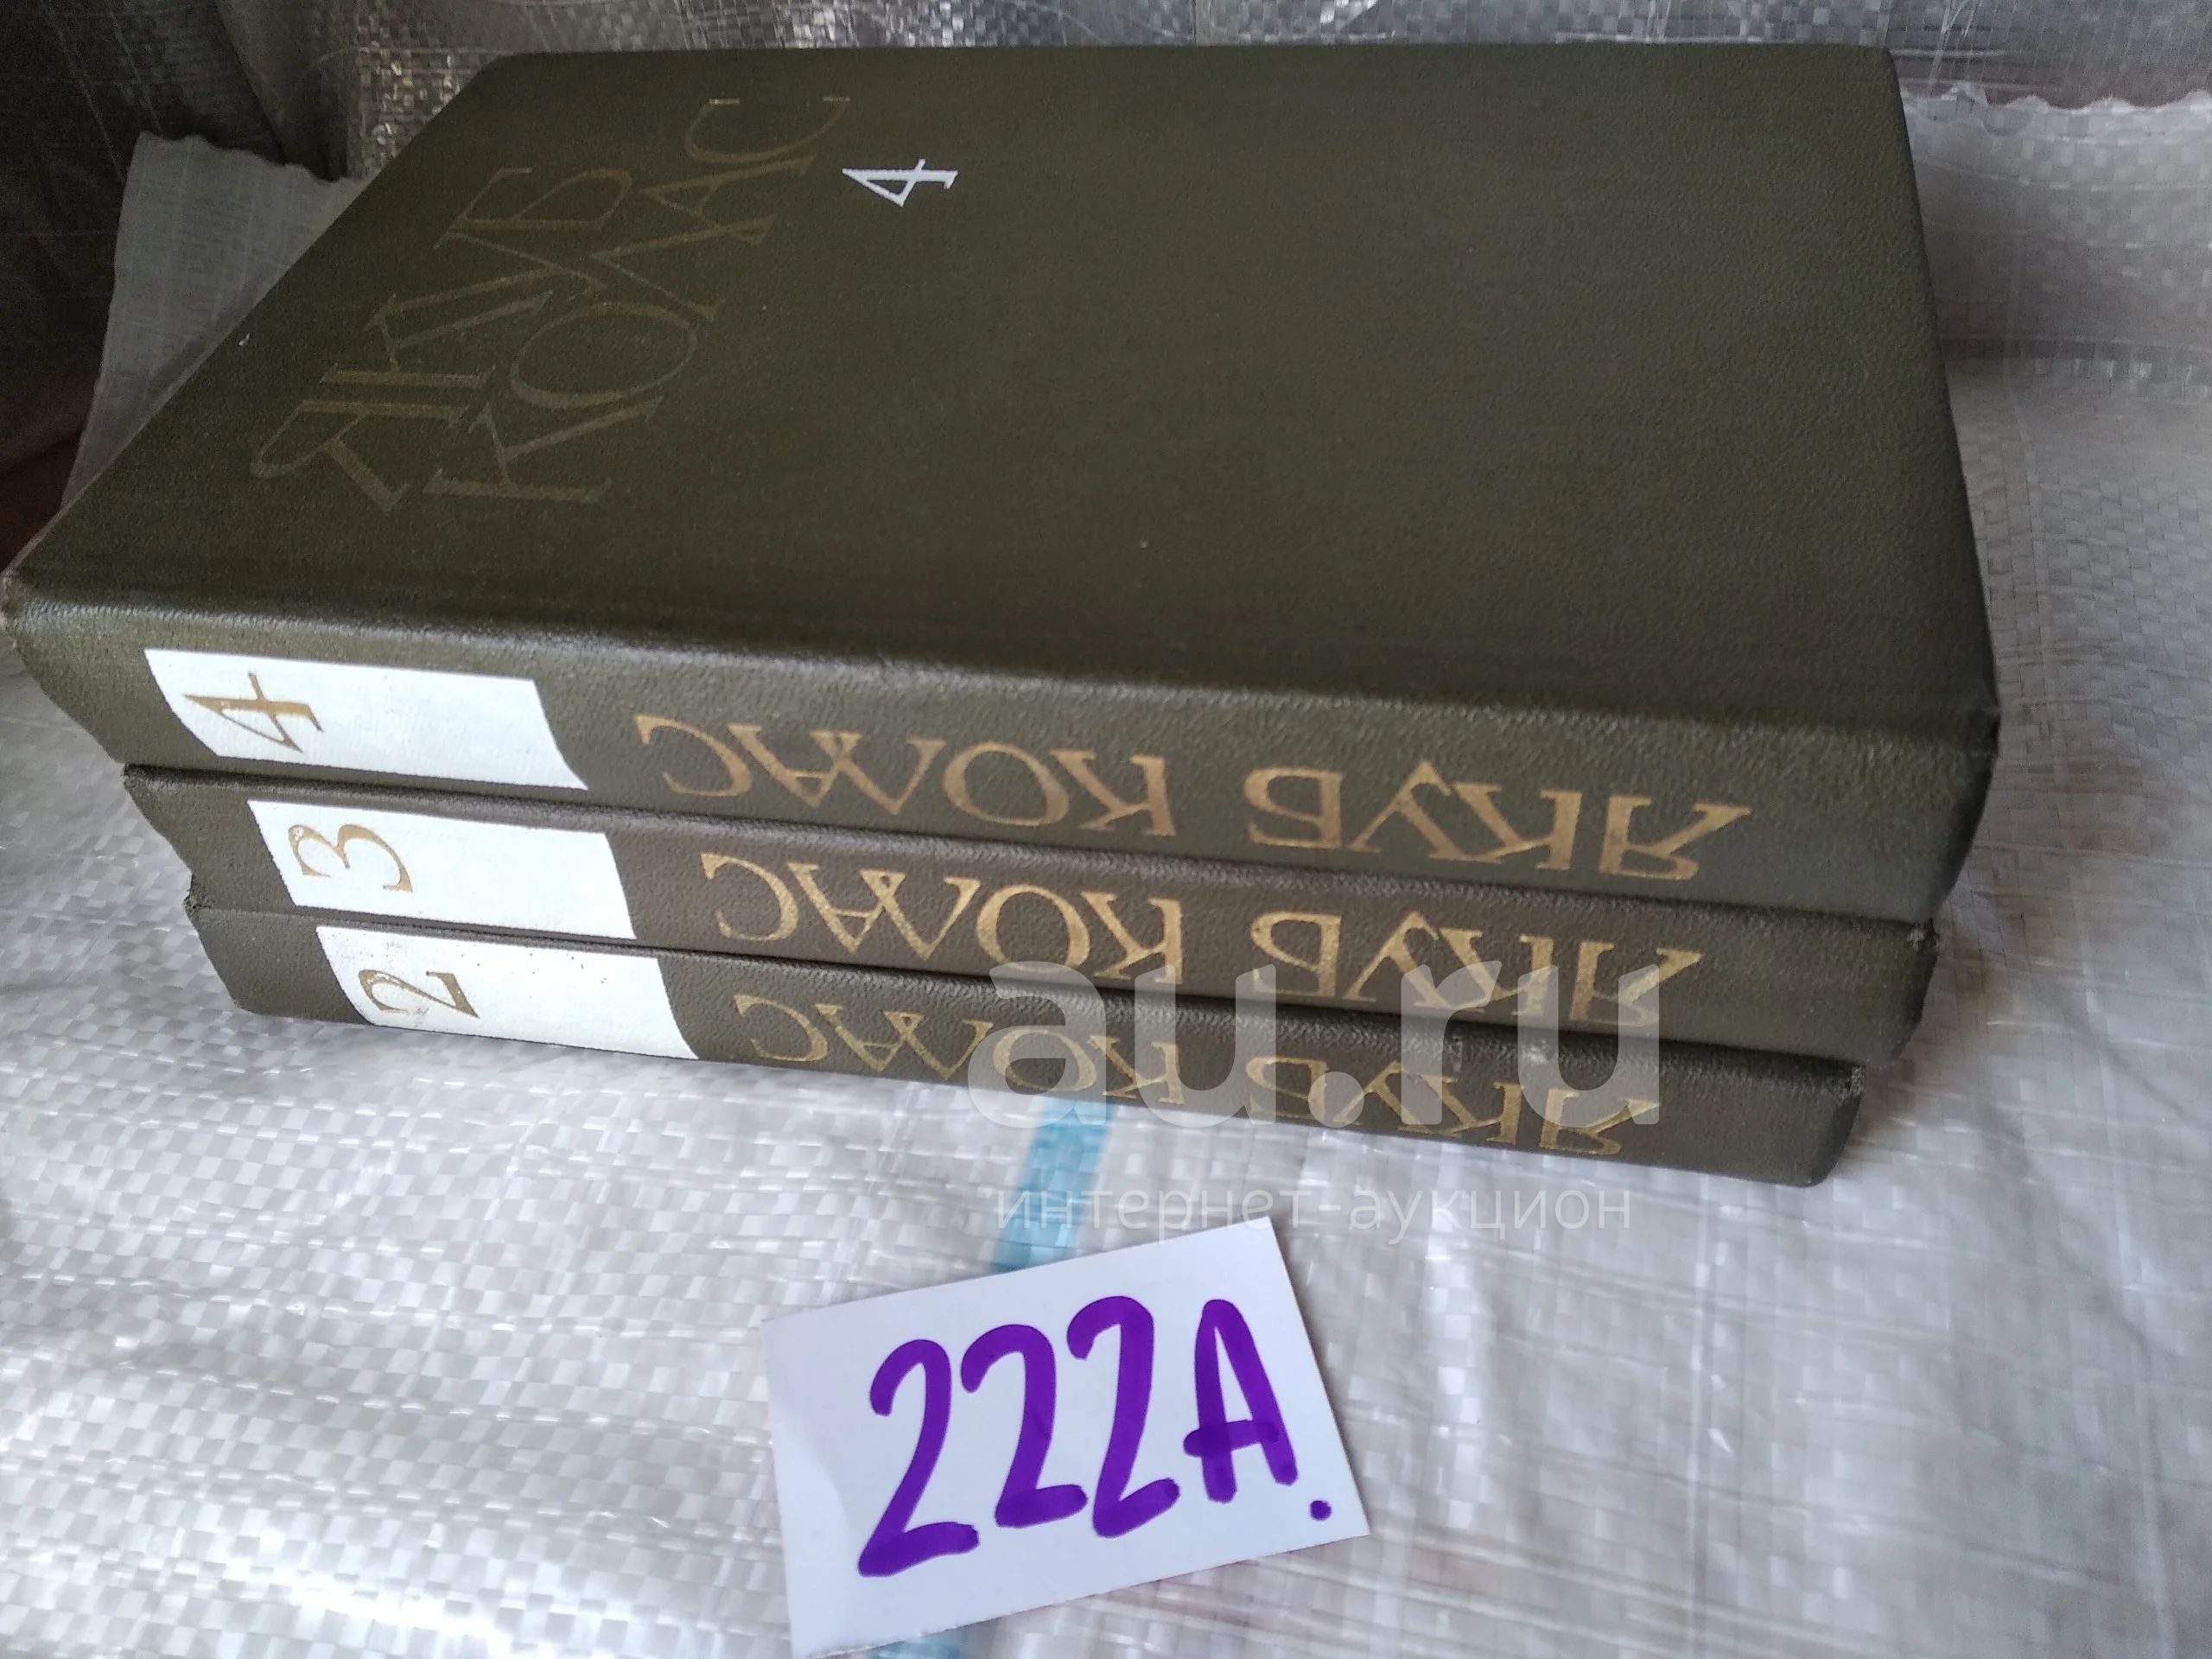 ЯКУБ
КОЛАС
4
4
ЯКУБ КОЛАС
3
ЯКУБ КОЛАС
2
ЯКУБ КОЛАС
au.ru
интернет-аукцион
222А.